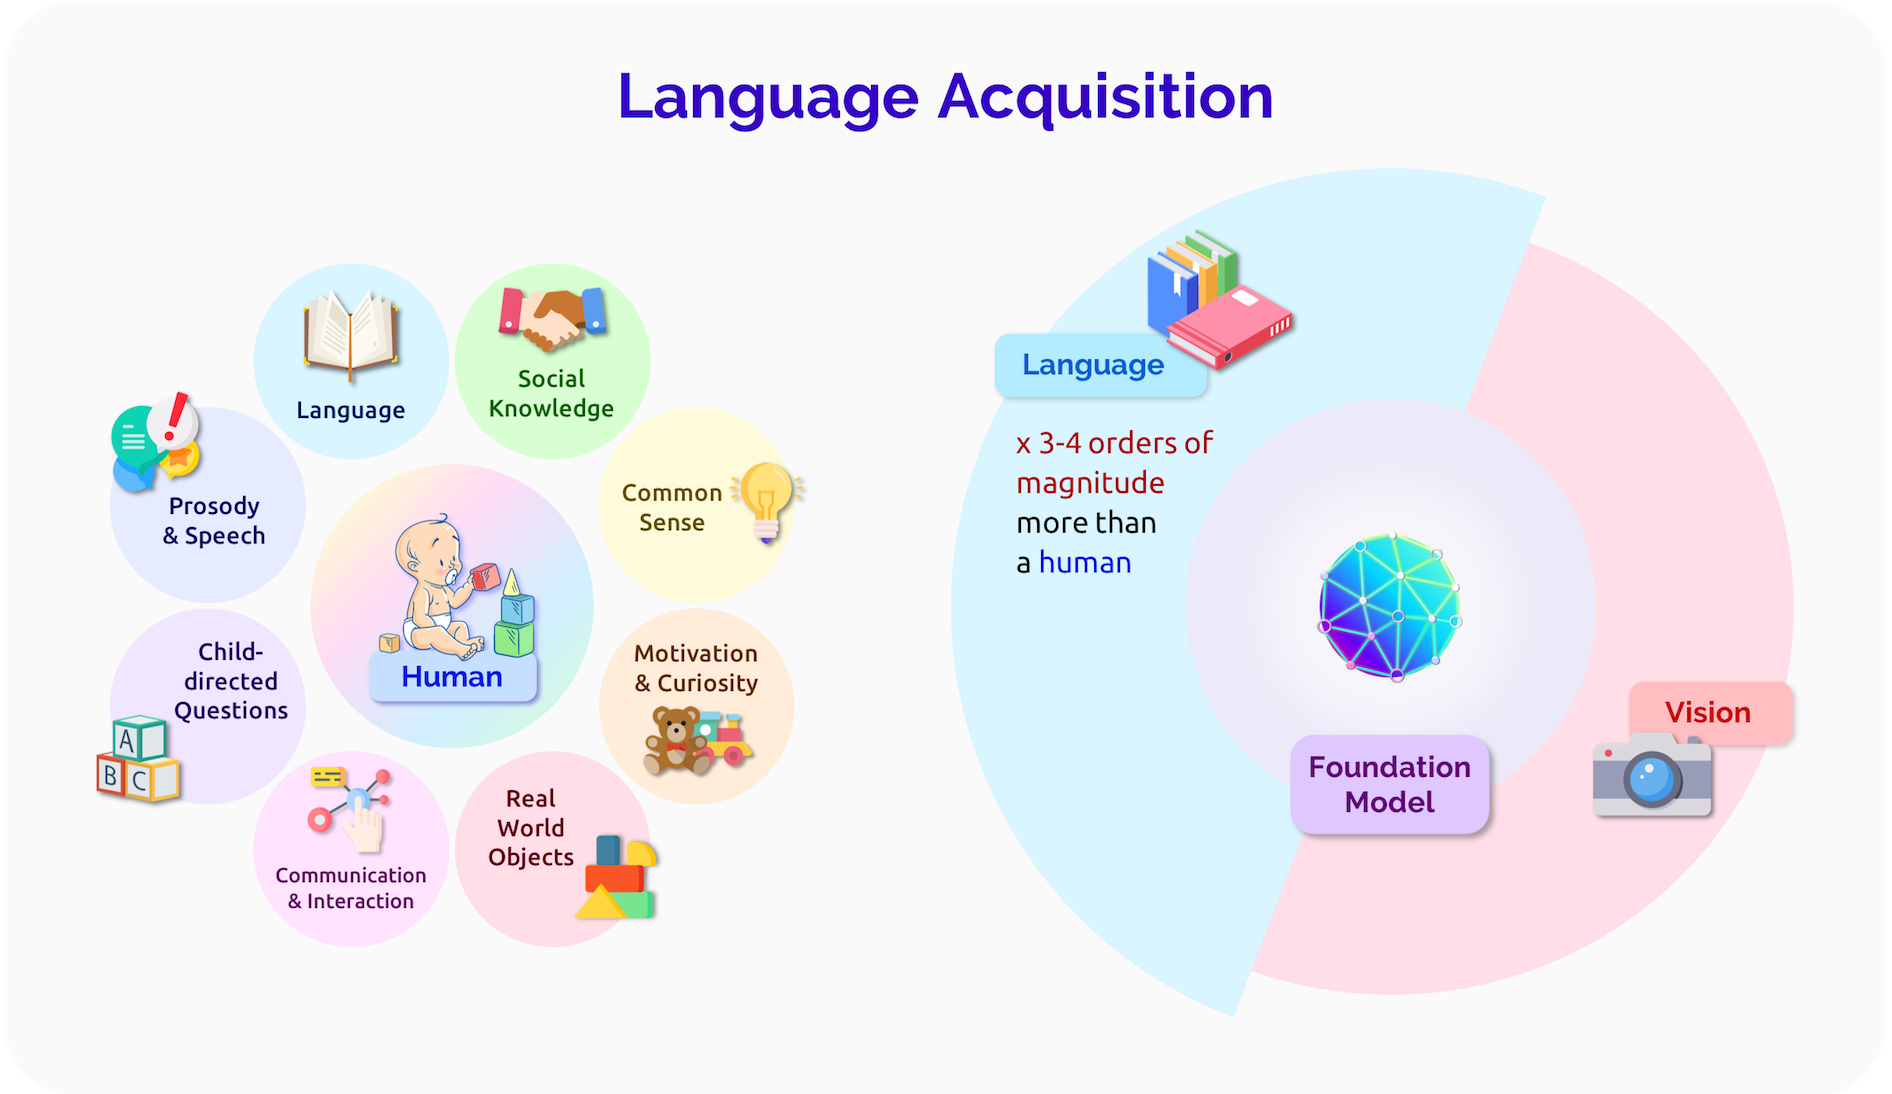 Language Acquisition
Language
Social
Knowledge
Common
Sense
Motivation
& Curiosity
Real
World
Objects
Communication
& Interaction
Child-
directed
Questions
A
B
C
Prosody
& Speech
Human
Language
x 3-4 orders of
magnitude
more than
a human
Foundation
Model
Vision